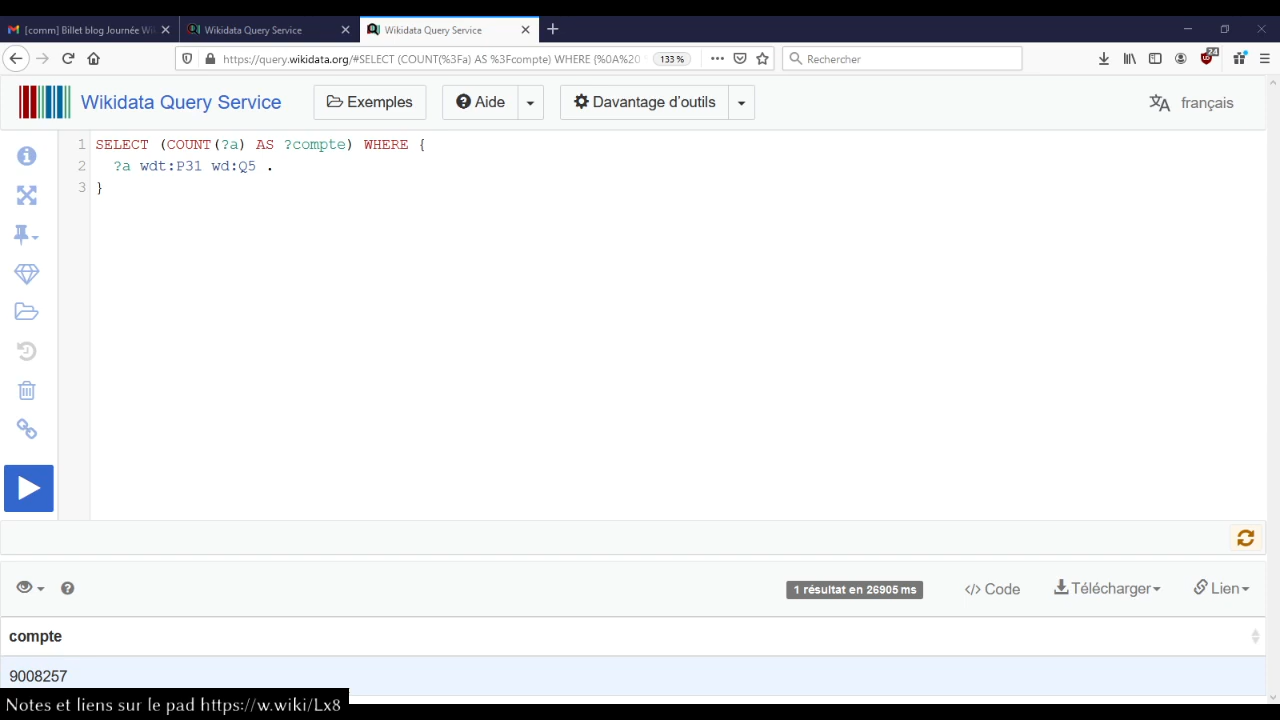 [comm] Billet blog Journée Wi
Wikidata Query Service
Wikidata Query Service
https://query.wikidata.org/#SELECT (COUNT(%3Fa) AS %3Fcompte) WHERE {%0A%20
133 %
Rechercher
24
Wikidata Query Service
Exemples
Aide
Davantage d'outils
français
1 SELECT (COUNT(?a) AS ?compte) WHERE {
2 ?a wdt:P31 wd:Q5 .
3 }
1 résultat en 26905 ms
</> Code
Télécharger
Lien
compte
9008257
Notes et liens sur le pad https://w.wiki/Lx8